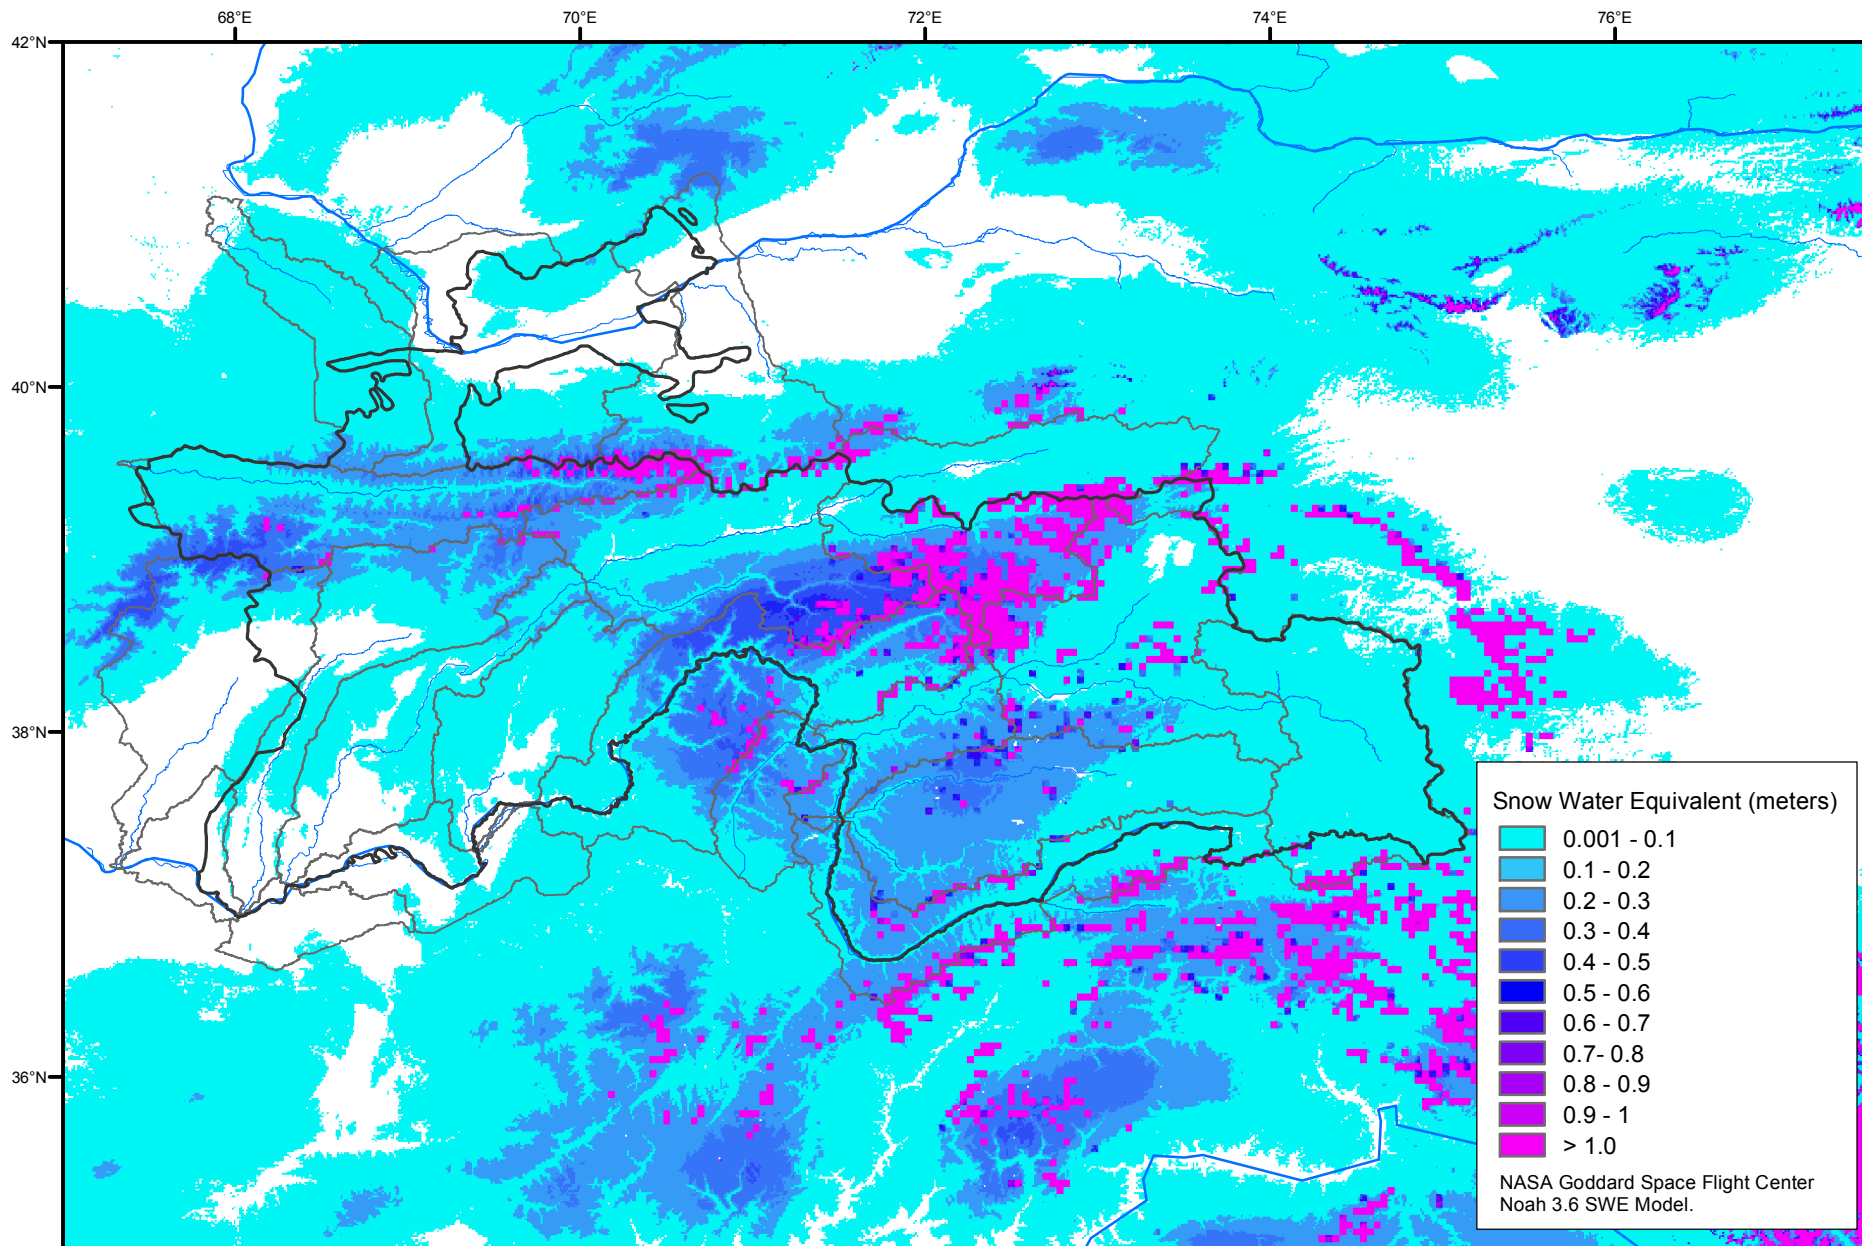 68°E
70°E
72°E
74°E
76°E
42°N
40°N
38°N
36°N
Snow Water Equivalent (meters)
0.001 - 0.1
0.1 - 0.2
0.2 - 0.3
0.3 - 0.4
0.4 - 0.5
0.5 - 0.6
0.6 - 0.7
0.7- 0.8
0.8 - 0.9
0.9 - 1
> 1.0
NASA Goddard Space Flight Center
Noah 3.6 SWE Model.